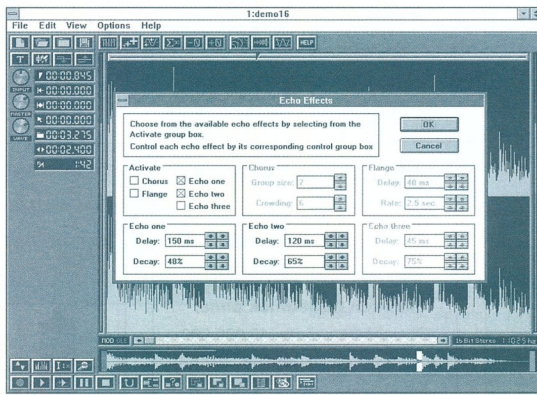 1:demo16
File Edit View Options Help
HELP
T
00:00.845
INPUT
00:00.000
00:00.000
MASTER
00:00.000
WAVE
00:03.275
00:02.400
1:42
Echo Effects
Choose from the available echo effects by selecting from the
Activate group box.
Control each echo effect by its corresponding control group box
OK
Cancel
Activate
Chorus
Echo one
Flange
Echo two
Echo three
Chorus
Group size: 7
Crowding: 6
Flange
Delay: 40 ms
Rate: 2.9 sec
Echo one
Delay: 150 ms
Decay: 48%
Echo two
Delay: 120 ms
Decay: 65%
Echo three
Delay: 45 ms
Decay: 75%
MOD
16 Bit Stereo